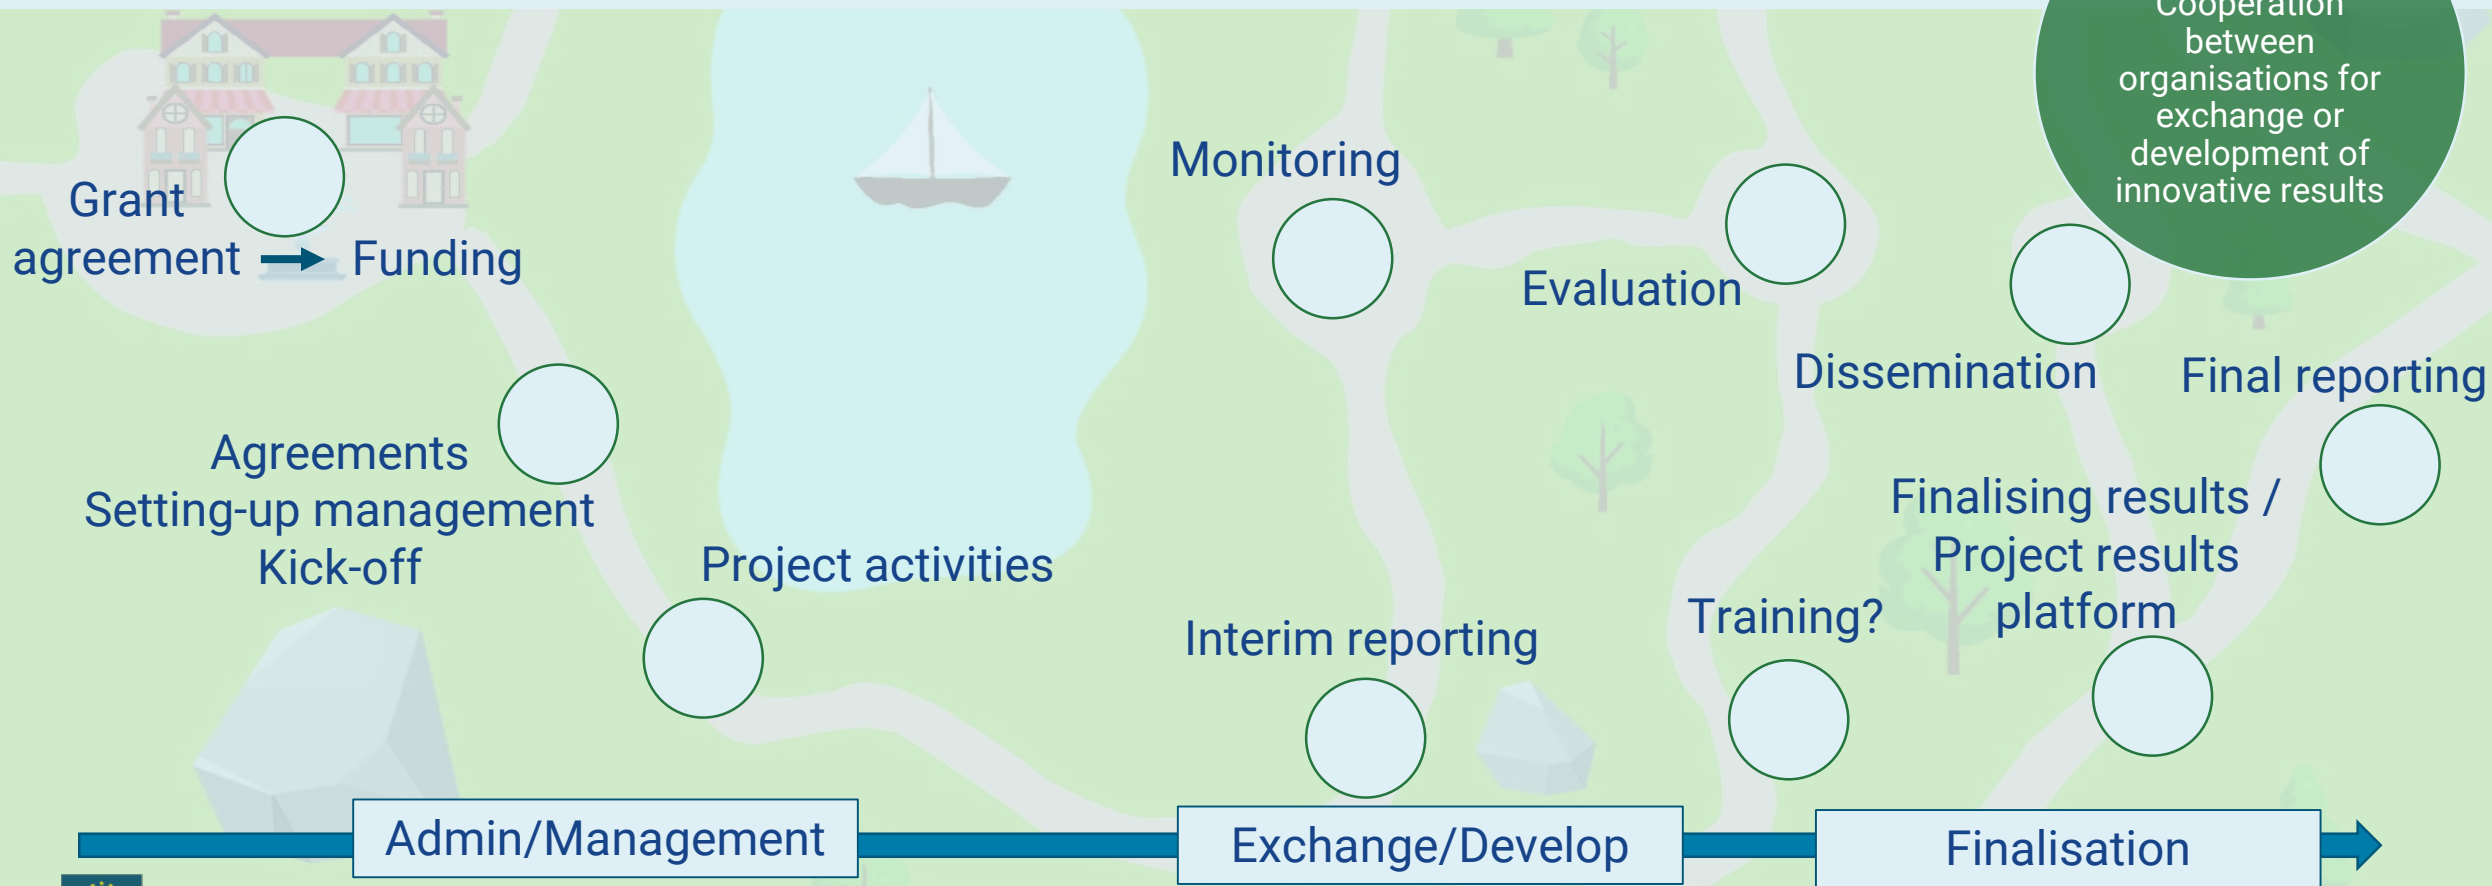 Cooperation
between
organisations for
exchange or
development of
innovative results
Grant
agreement
Funding
Monitoring
Evaluation
Dissemination
Final reporting
Agreements
Setting-up management
Kick-off
Project activities
Interim reporting
Training?
Finalising results /
Project results
platform
Admin/Management
Exchange/Develop
Finalisation